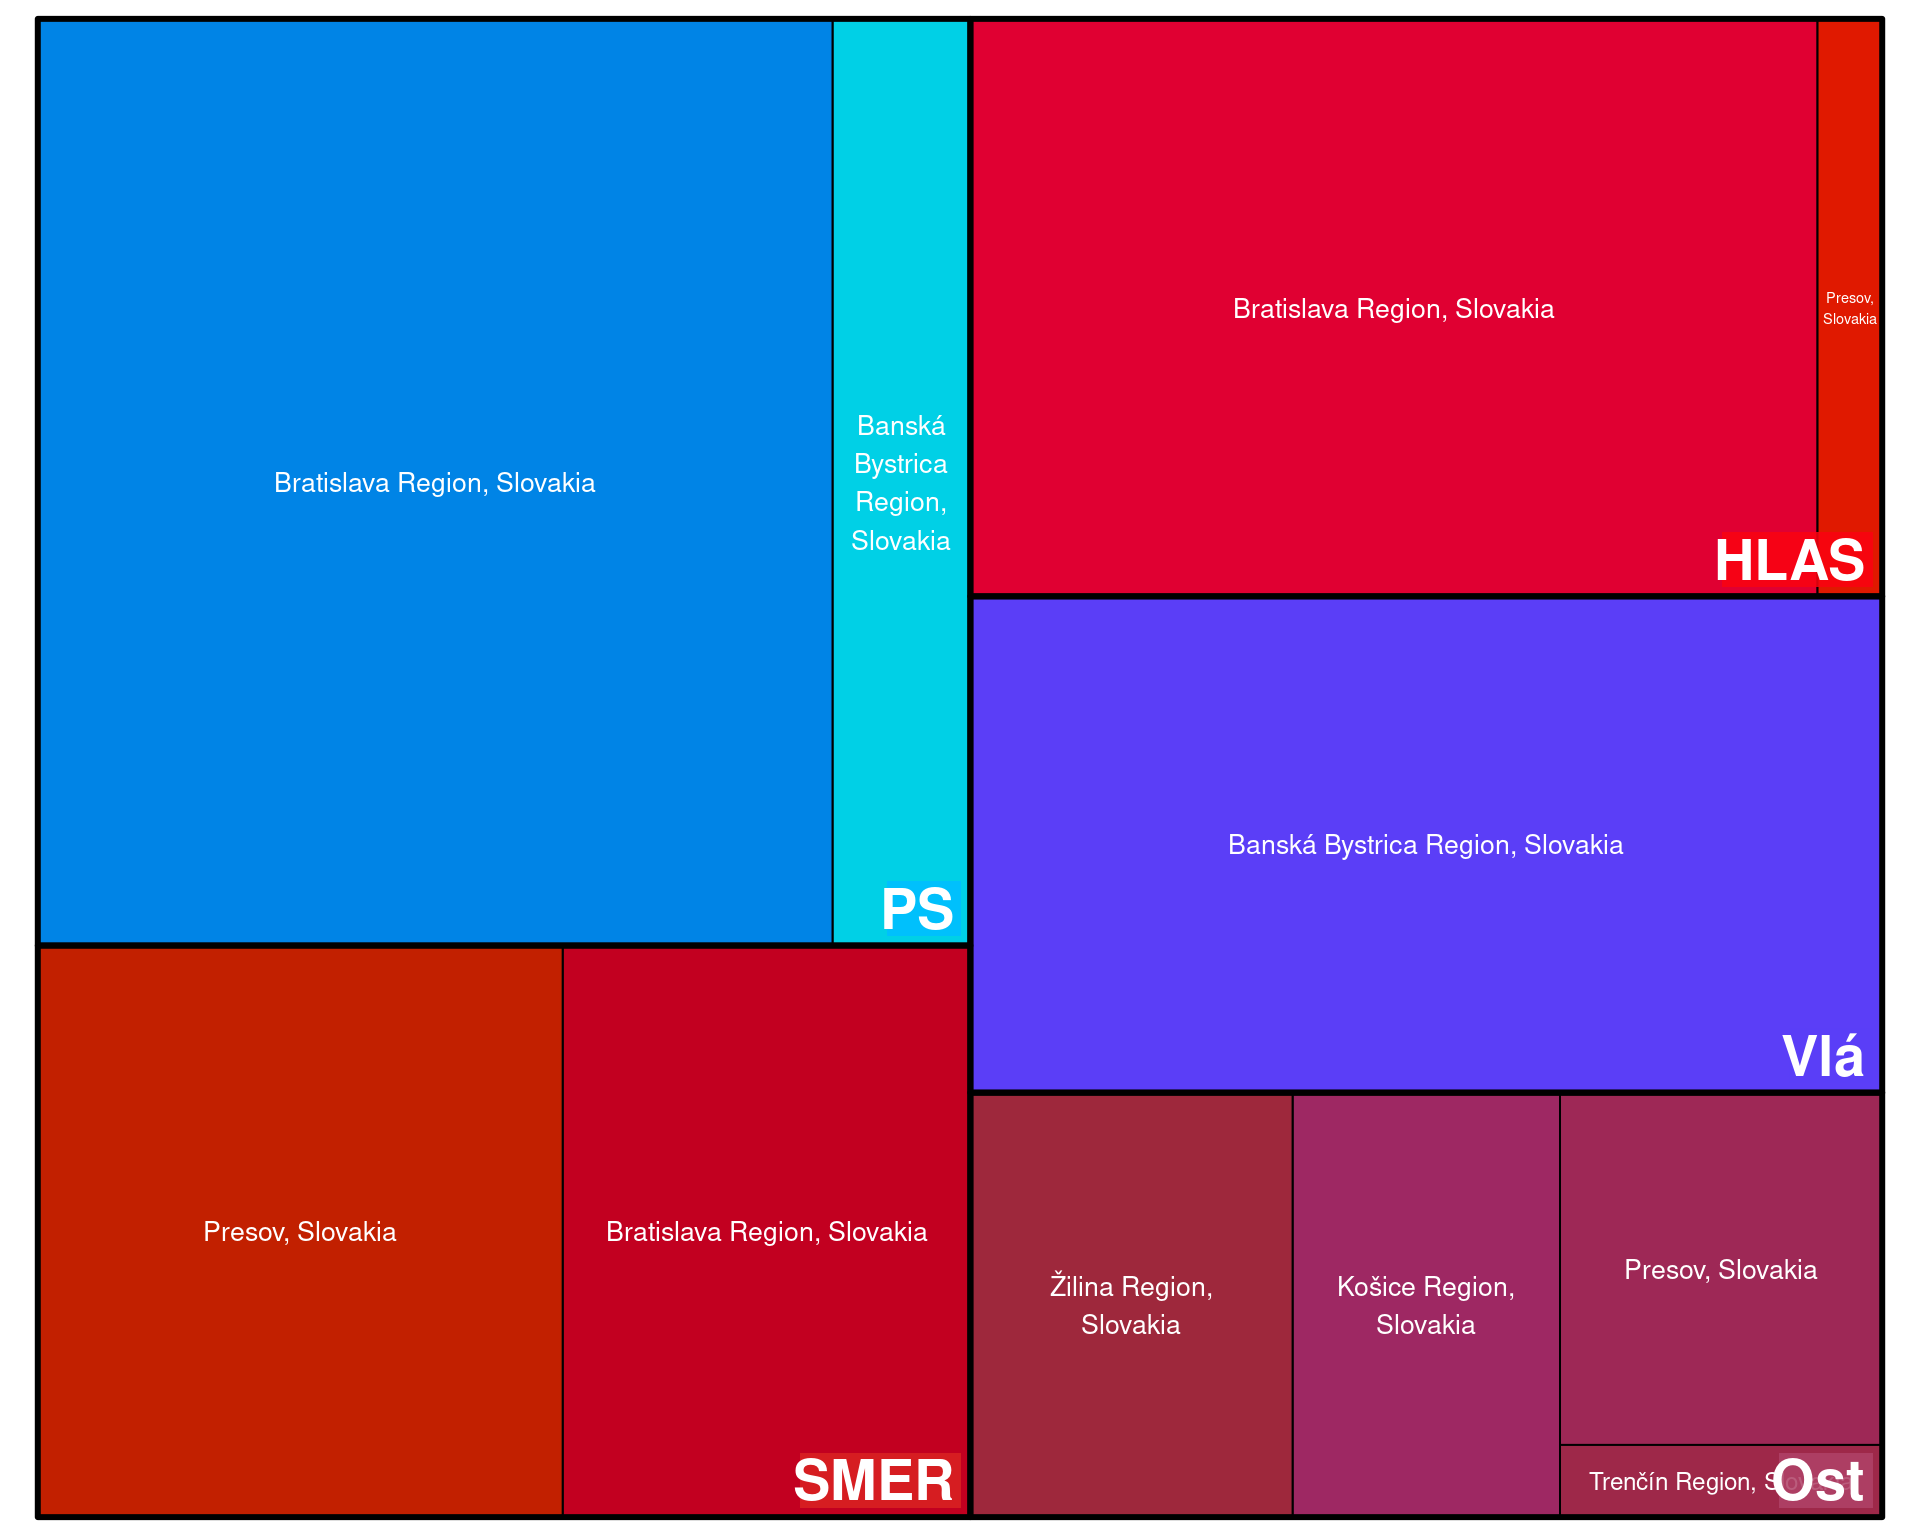 Bratislava Region, Slovakia
Banská
Bystrica
Region,
Slovakia
PS
Bratislava Region, Slovakia
Presov,
Slovakia
HLAS
Banská Bystrica Region, Slovakia
Vlá
Presov, Slovakia
Bratislava Region, Slovakia
SMER
Žilina Region,
Slovakia
Košice Region,
Slovakia
Presov, Slovakia
Trenčín Region,
Ost